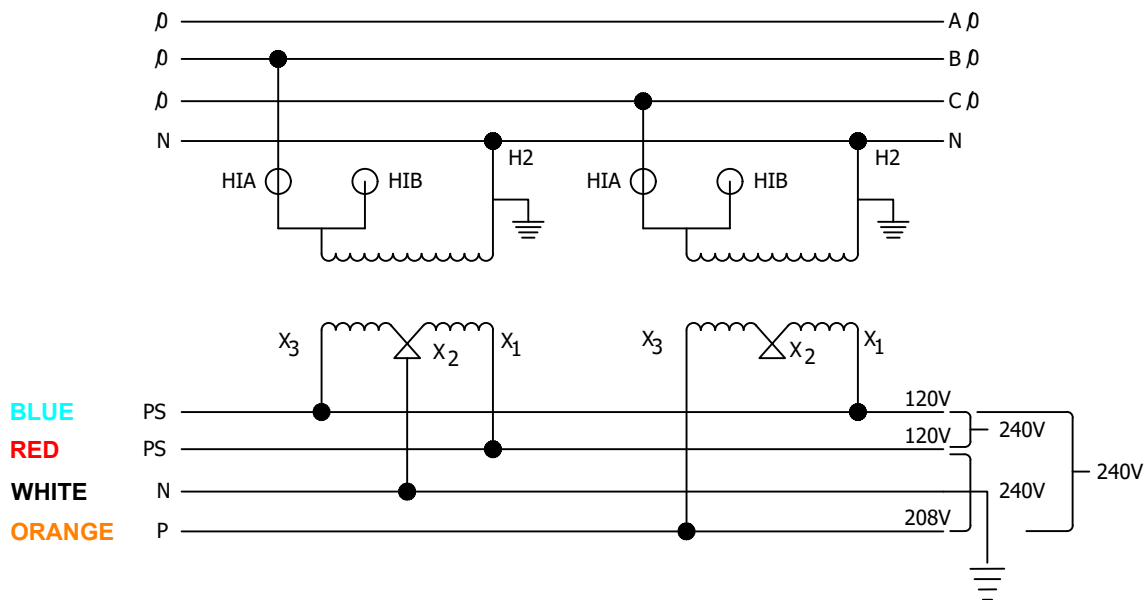 Ø A Ø
Ø B Ø
Ø C Ø
N H2 H2 N
HIA HIB HIA HIB
X3 X2 X1 X3 X2 X1
BLUE PS 120V
RED PS 120V 240V
240V
WHITE N 240V
ORANGE P 208V